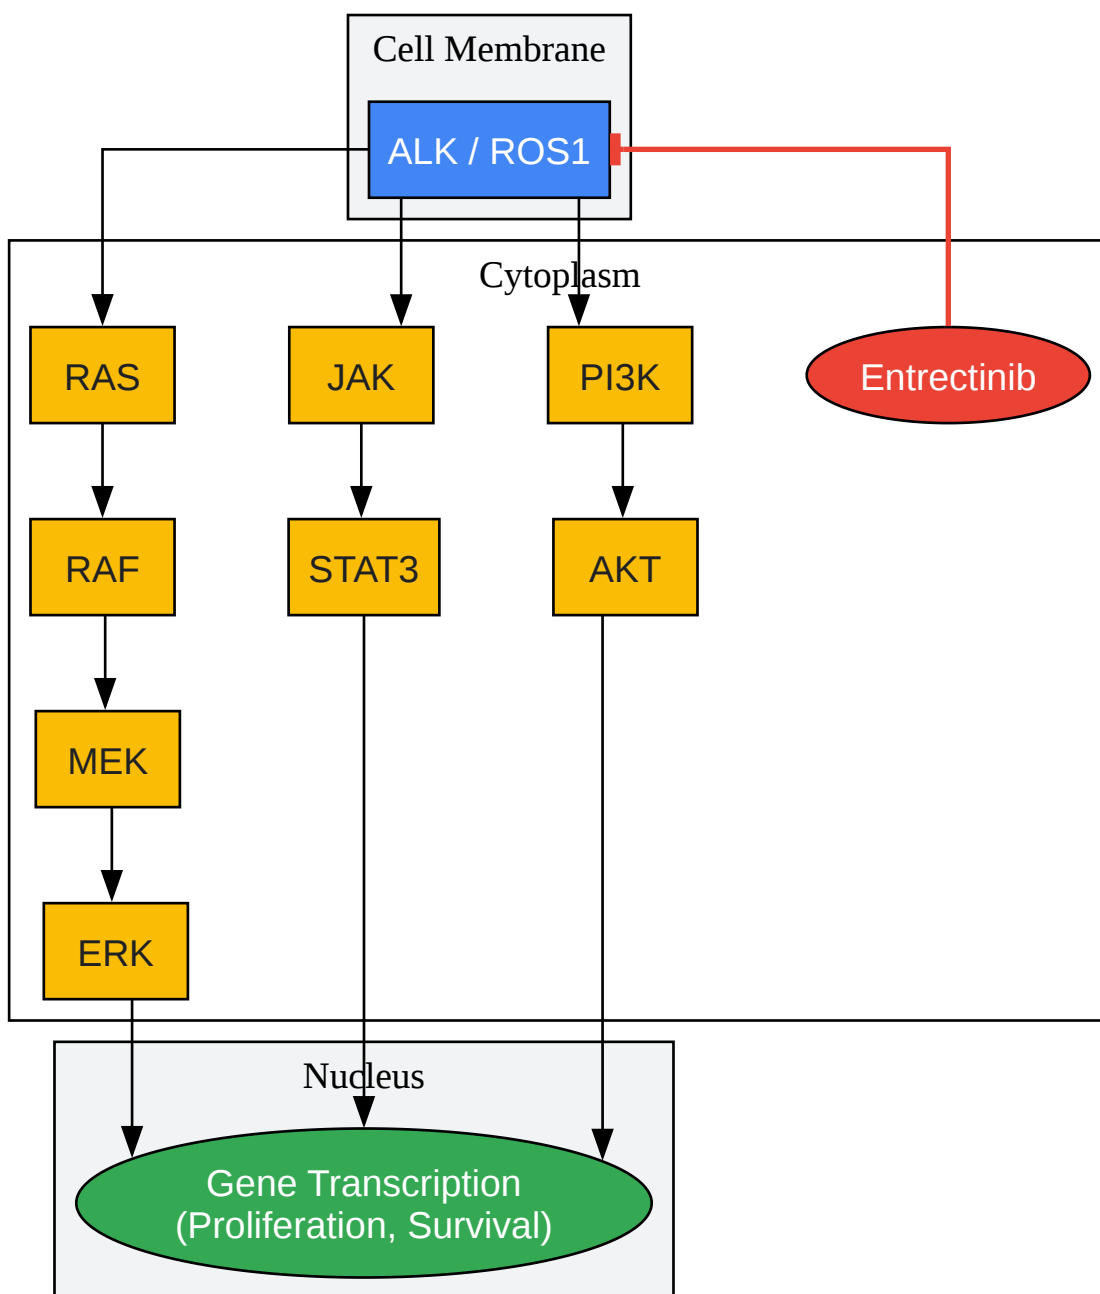 Cell Membrane
ALK / ROS1
Cytoplasm
RAS
JAK
PI3K
Entrectinib
RAF
STAT3
AKT
MEK
ERK
Nucleus
Gene Transcription
(Proliferation, Survival)